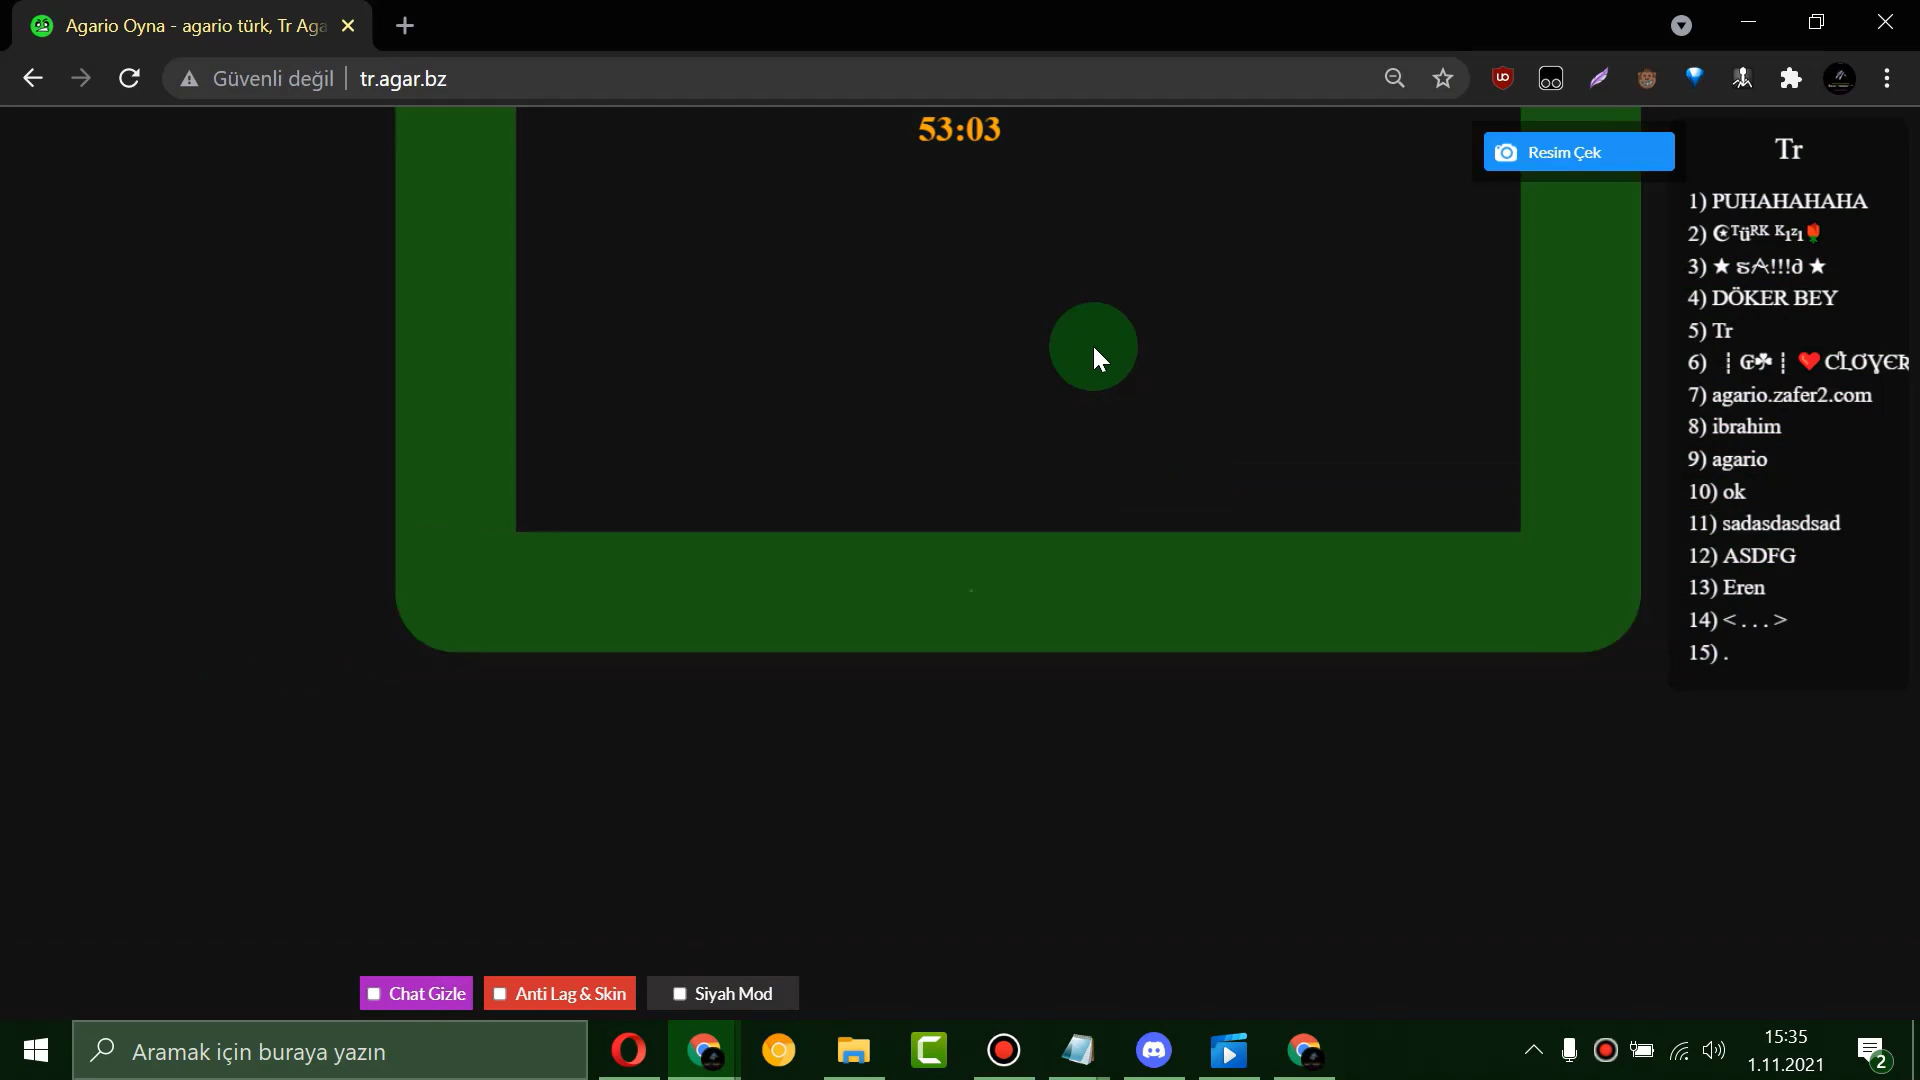 Agario Oyna - agario türk, Tr Aga
Güvenli değil
tr.agar.bz
53:03
Resim Çek
Tr
1) PUHAHAHAHA
2) ☪ᵀüᴿᴷ ᴷıᶻı🌹
3) ★ ຣѦ!!!∂ ★
4) DÖKER BEY
5) Tr
6) ┊₲☘┊❤️
7) agario.zafer2.com
8) ibrahim
9) agario
10) ok
11) sadasdasdsad
12) ASDFG
13) Eren
14) < . . . >
15) .
Chat Gizle
Anti Lag & Skin
Siyah Mod
Aramak için buraya yazın
15:35
1.11.2021
2